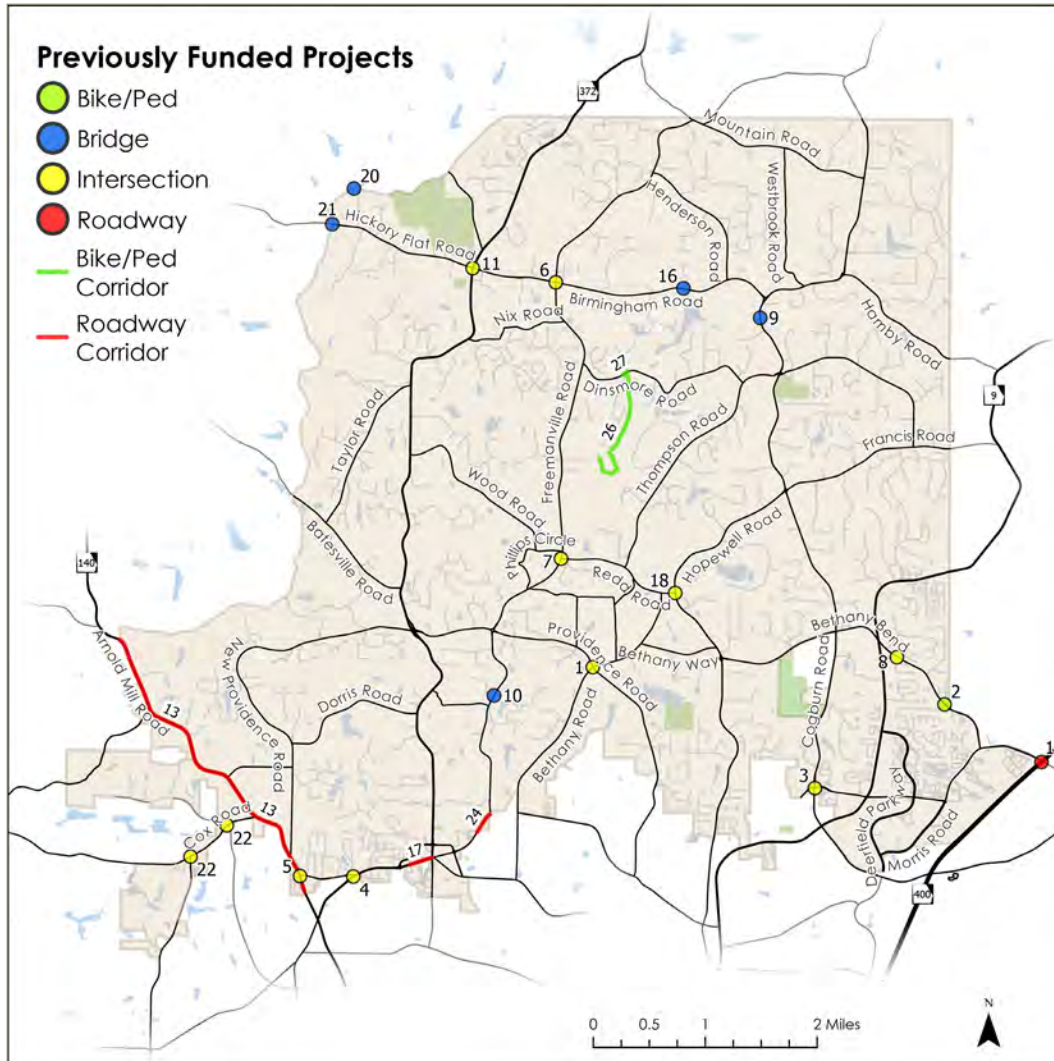 Previously Funded Projects
Bike/Ped
Bridge
Intersection
Roadway
Bike/Ped
Corridor
Roadway
Corridor
372
Mountain Road
Westbrook Road
Henderson
Road
20
21
Hickory Flat Road
11
6
16
Birmingham Road
9
Nix Road
Hamby Road
27
Dinsmore Road
9
26
Taylor Road
Freemanville Road
Thompson Road
Francis Road
Wood Road
Batesville Road
Phillips Circle
7
Redd Road
18
Hopewell Road
140
Arnold Mill Road
New Providence Road
Providence Road
Bethany Way
Bethany Bend
1
8
Dorris Road
10
2
13
Bethany Road
Cogburn Road
3
1
Deerfield Parkway
Morris Road
13
24
Cox Road
22
22
17
5
4
9
400
N
0
0.5
1
2 Miles